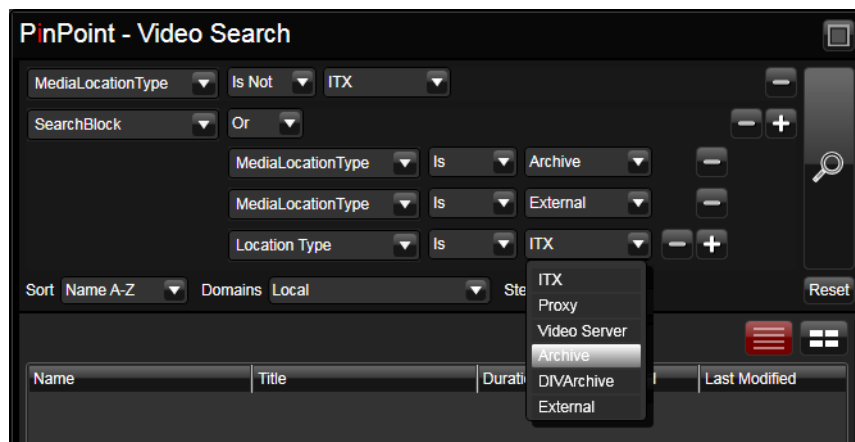 PinPoint - Video Search
MediaLocationType Is Not ITX
SearchBlock Or
MediaLocationType Is Archive
MediaLocationType Is External
Location Type Is ITX
ITX
Sort Name A-Z Domains Local Reset
Proxy
Video Server
Archive
Name Title Last Modified
DIVArchive
External